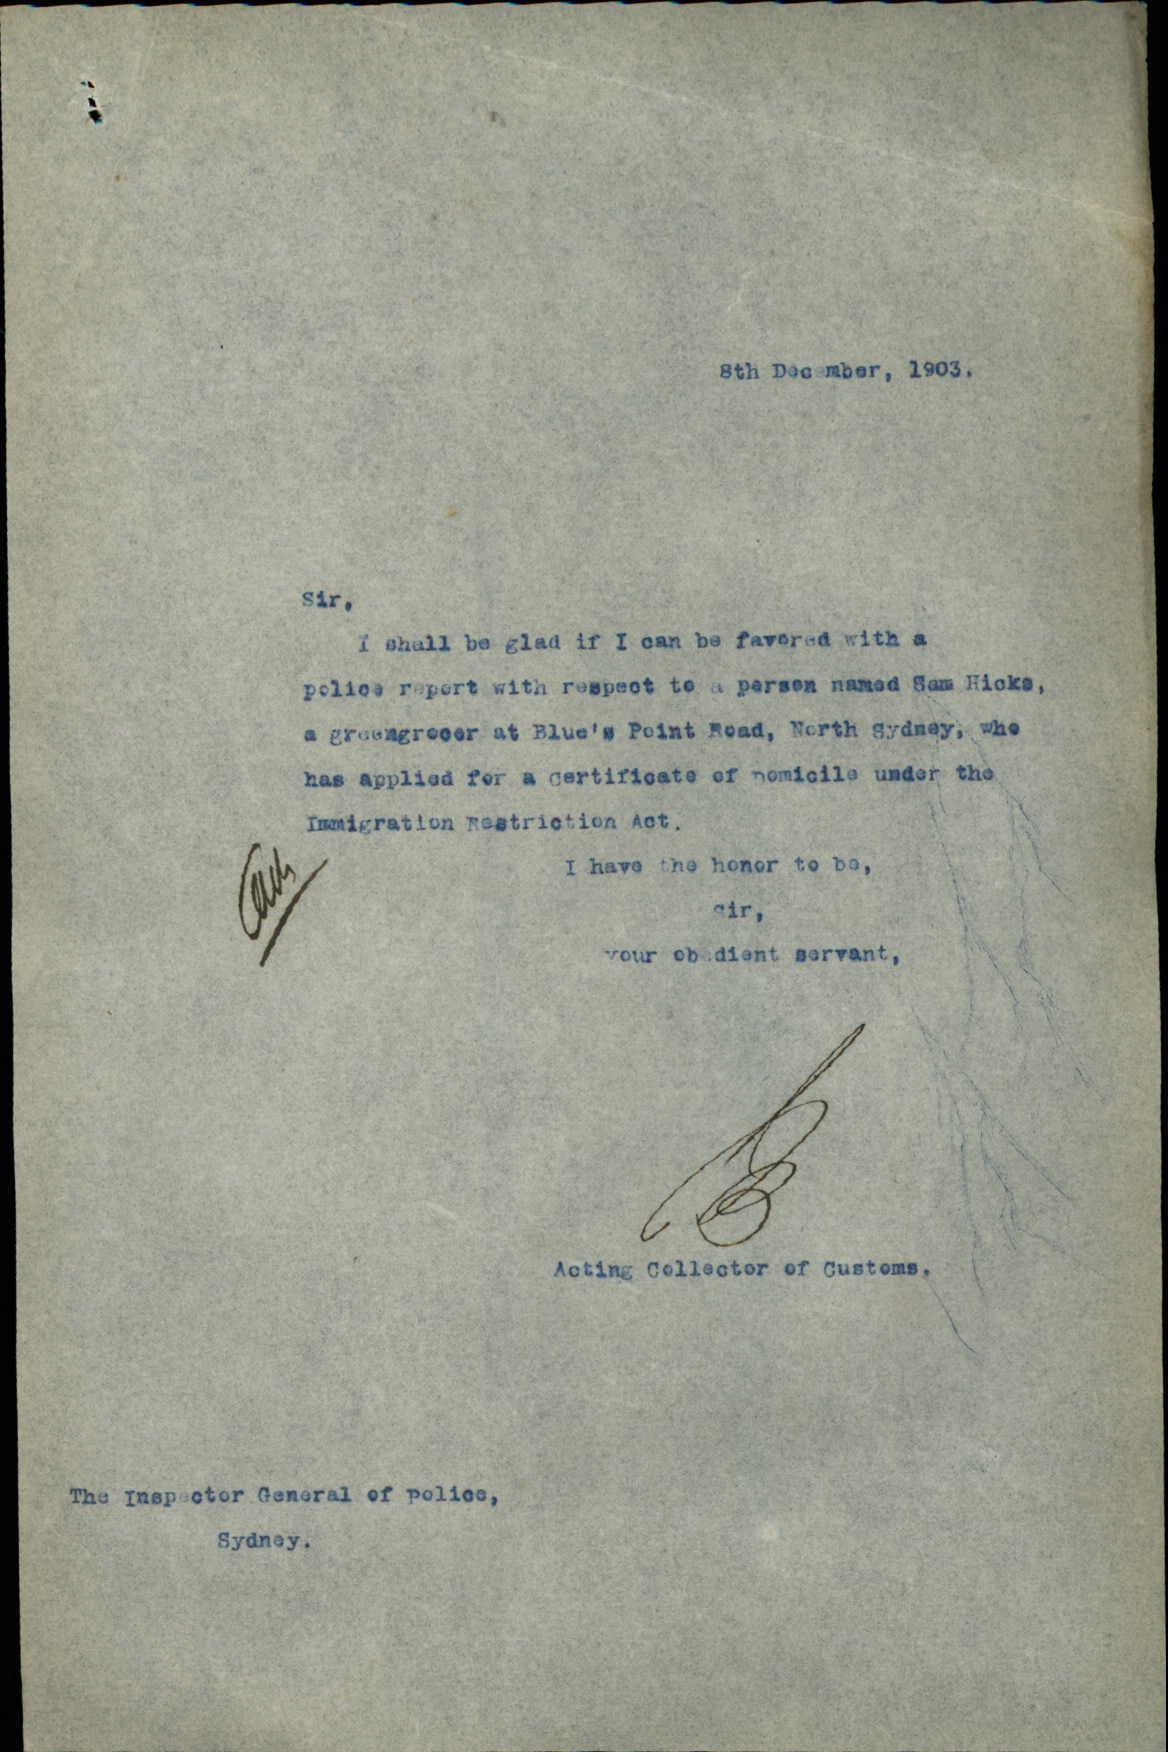 8th December, 1903.
Sir,
I shall be glad if I can be favored with a
police report with respect to a person named Sam Hicks,
a greengrocer at Blue's Point Road, North Sydney, who
has applied for a Certificate of Domicile under the
Immigration Restriction Act.
I have the honor to be,
Sir,
Your obedient servant,
Acting Collector of Customs.
The Inspector General of Police,
Sydney.